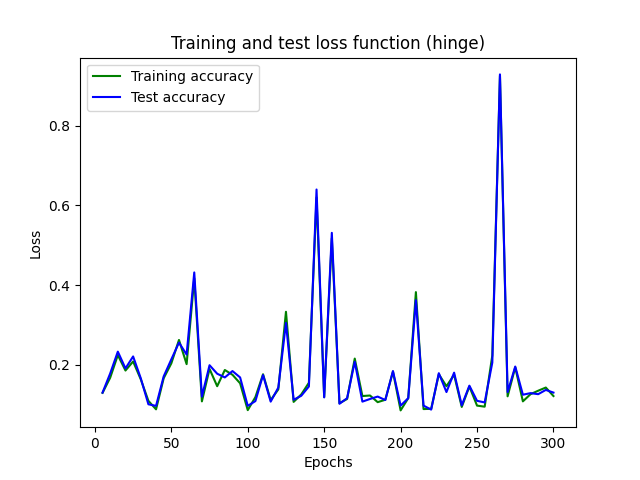 Training and test loss function (hinge)
Training accuracy
Test accuracy
Loss
0.8
0.6
0.4
0.2
0 50 100 150 200 250 300
Epochs